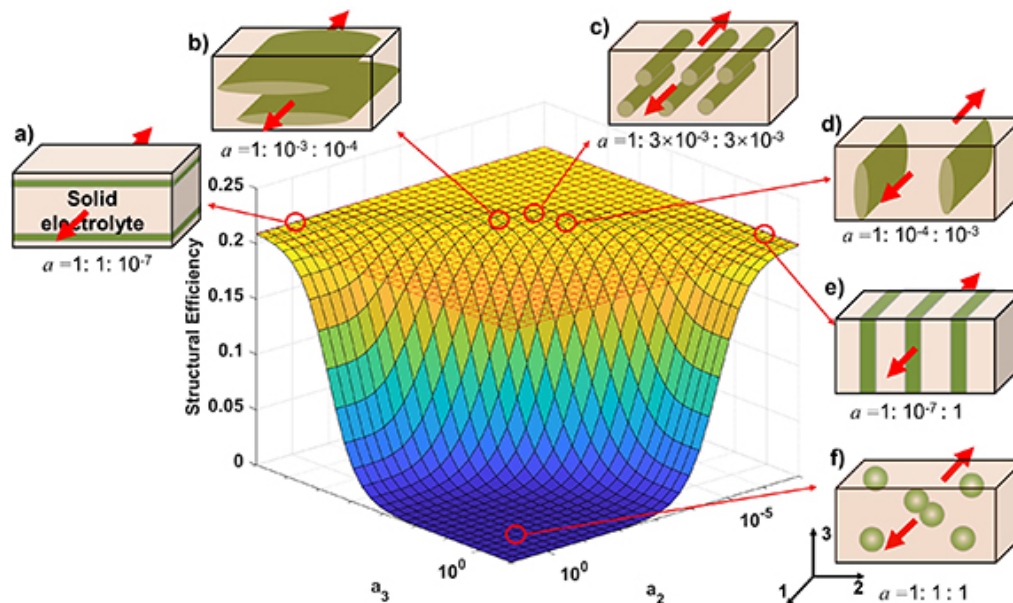 b)
c)
a)
d)
a =1: 10⁻³ : 10⁻⁴
a =1: 3×10⁻³ : 3×10⁻³
Solid
electrolyte
a =1: 1: 10⁻⁷
a =1: 10⁻⁴ : 10⁻³
e)
a =1: 10⁻⁷ : 1
f)
a =1: 1 : 1
Structural Efficiency
0.25
0.2
0.15
0.1
0.05
0
10⁰
a₃
10⁰
a₂
10⁻⁵
3
1
2